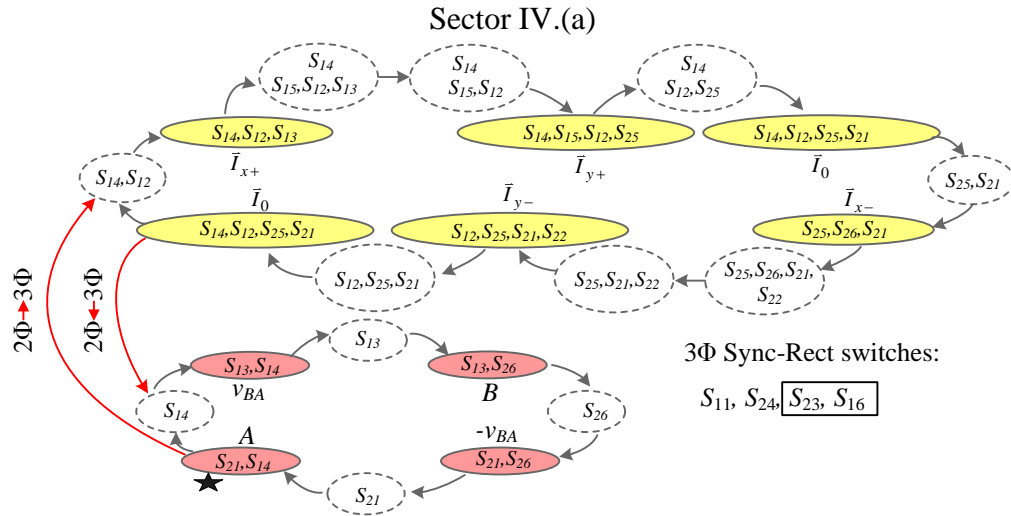 Sector IV.(a)
S14
S15,S12,S13
S14
S15,S12
S14
S12,S25
S14,S12,S13
S14,S15,S12,S25
S14,S12,S25,S21
Īx+
Īy+
Ī0
S14,S12
S25,S21
Ī0
Īy−
Īx−
S14,S12,S25,S21
S12,S25,S21,S22
S25,S26,S21
S12,S25,S21
S25,S21,S22
S25,S26,S21,
S22
2Φ→3Φ
2Φ←3Φ
S13
S13,S14
S13,S26
vBA
B
3Φ Sync-Rect switches:
S11, S24, S23, S16
S14
S26
A
-vBA
S21,S14
S21,S26
S21